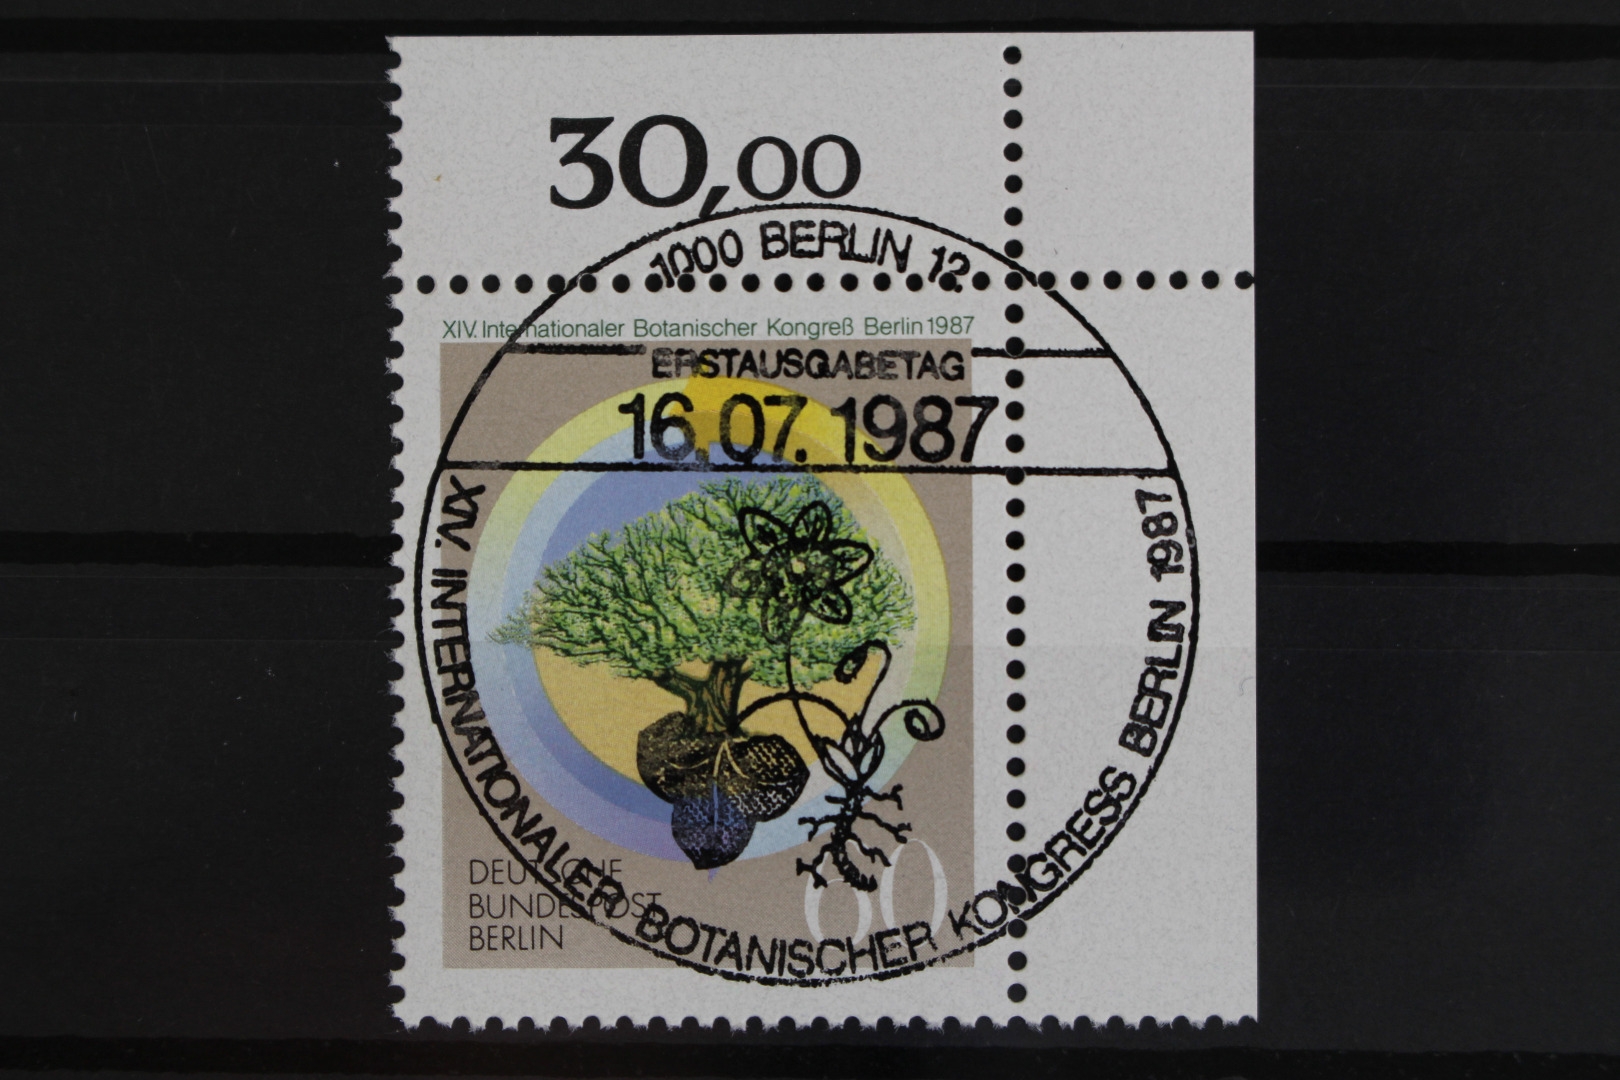 30,00
1000 BERLIN 12
XIV. Internationaler Botanischer Kongreß Berlin 1987
ERSTAUSGABETAG
16.07.1987
XIV. INTERNATIONALER BOTANISCHER KONGRESS BERLIN 1987
DEUTSCHE
BUNDESPOST
BERLIN
60